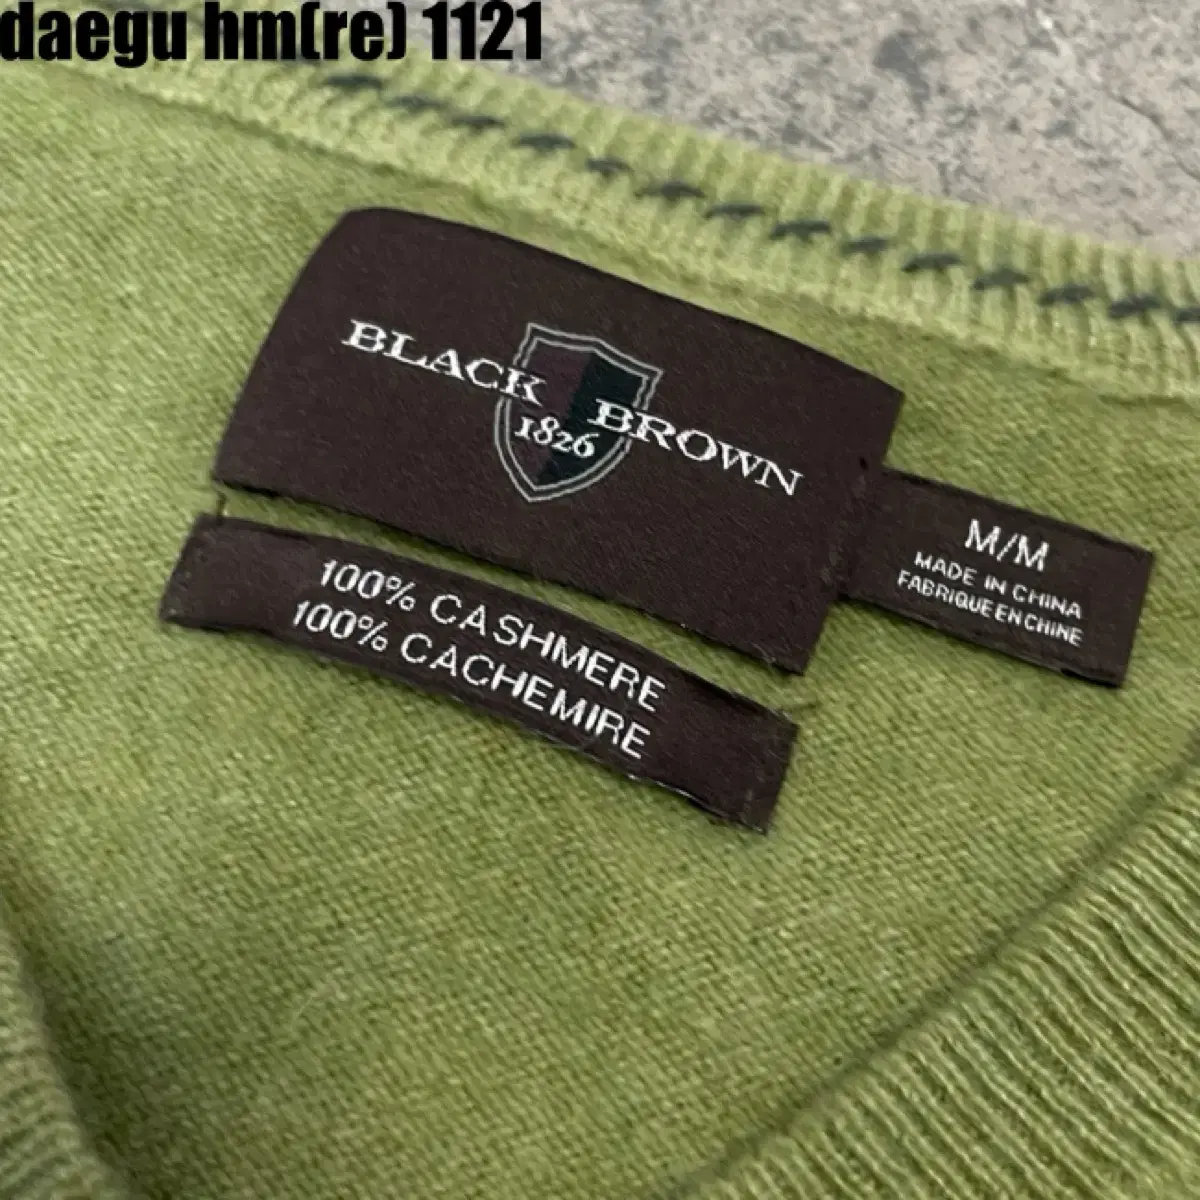 daegu hm(re) 1121
BLACK BROWN
1826
M/M
MADE IN CHINA
FABRIQUE EN CHINE
100% CASHMERE
100% CACHEMIRE